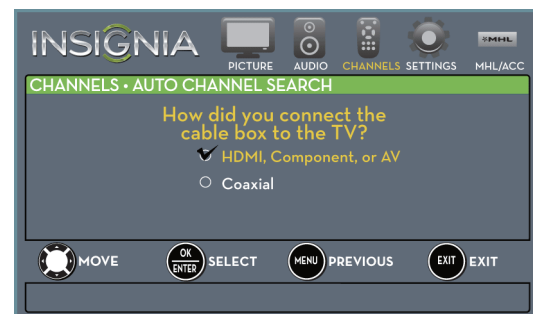 INSIGNIA
PICTURE AUDIO CHANNELS SETTINGS MHL/ACC
MHL
CHANNELS • AUTO CHANNEL SEARCH
How did you connect the
cable box to the TV?
HDMI, Component, or AV
Coaxial
MOVE OK ENTER SELECT MENU PREVIOUS EXIT EXIT